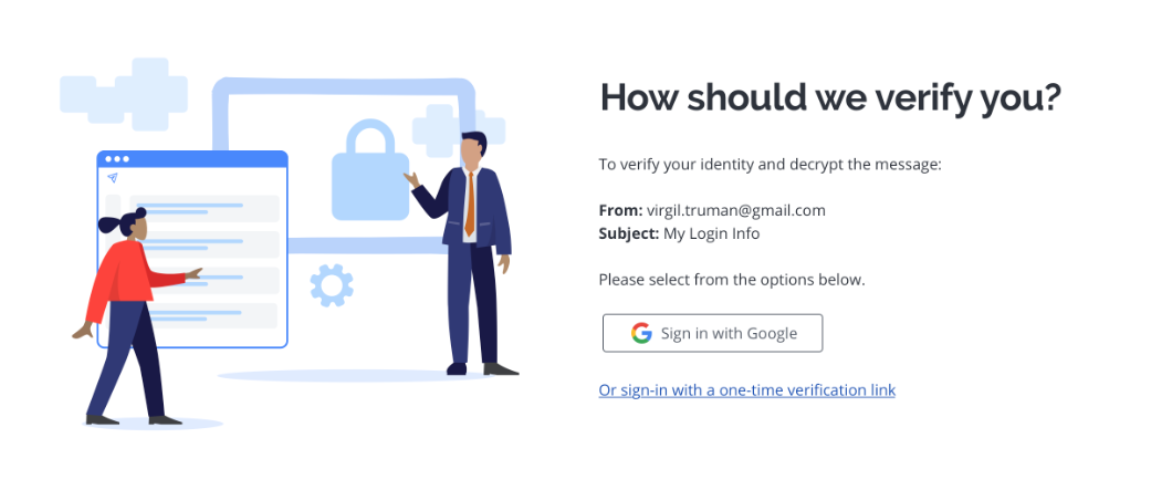 How should we verify you?
To verify your identity and decrypt the message:
From: virgil.truman@gmail.com
Subject: My Login Info
Please select from the options below.
Sign in with Google
Or sign-in with a one-time verification link